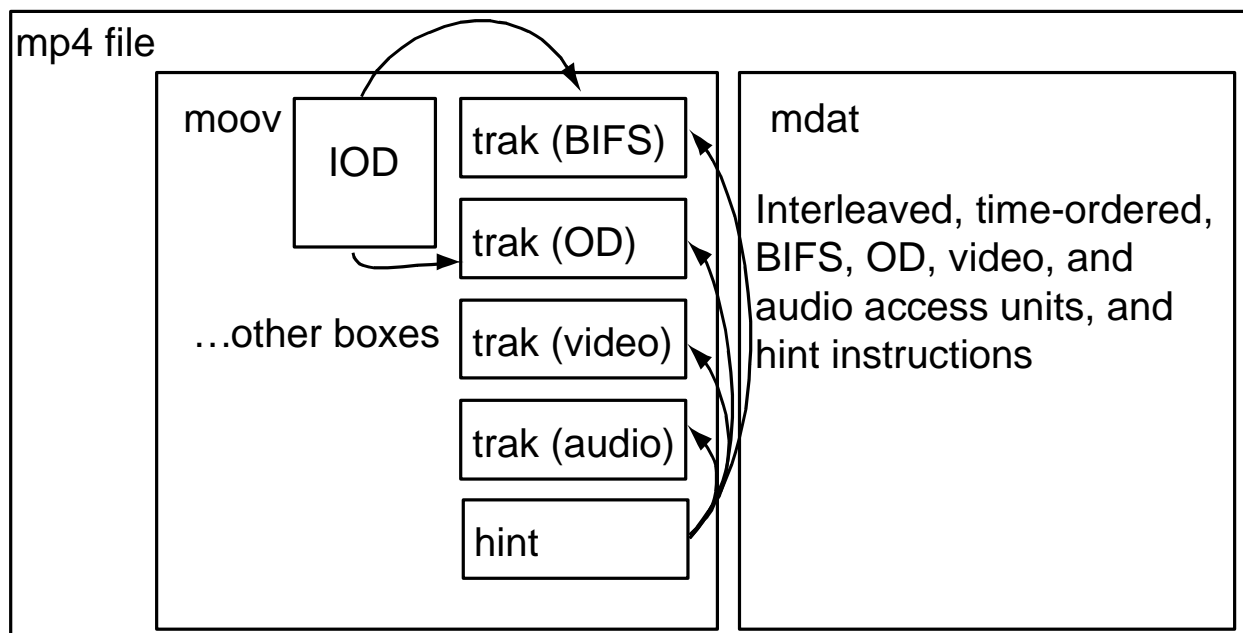 mp4 file
moov
IOD
trak (BIFS)
trak (OD)
…other boxes
trak (video)
trak (audio)
hint
mdat
Interleaved, time-ordered,
BIFS, OD, video, and
audio access units, and
hint instructions